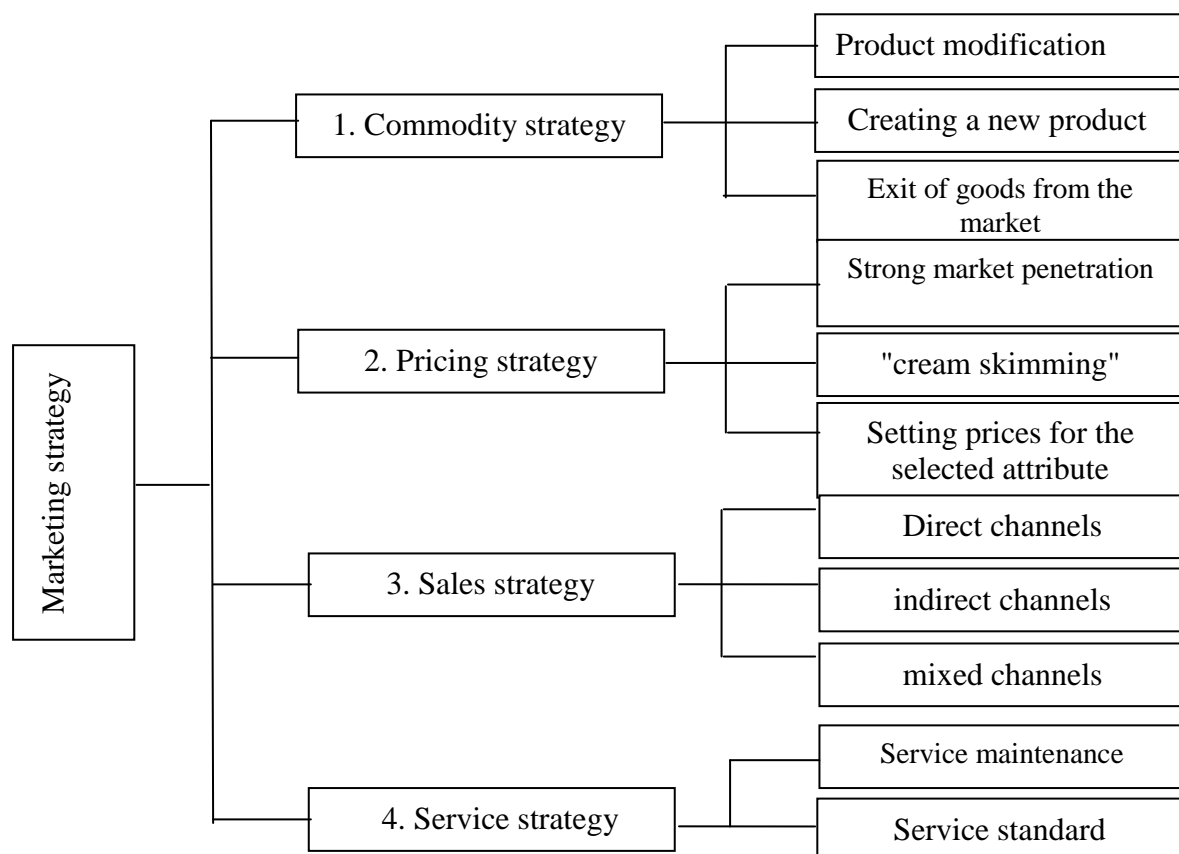 Marketing strategy
1. Commodity strategy
Product modification
Creating a new product
Exit of goods from the
market
2. Pricing strategy
Strong market penetration
"cream skimming"
Setting prices for the
selected attribute
3. Sales strategy
Direct channels
indirect channels
mixed channels
4. Service strategy
Service maintenance
Service standard